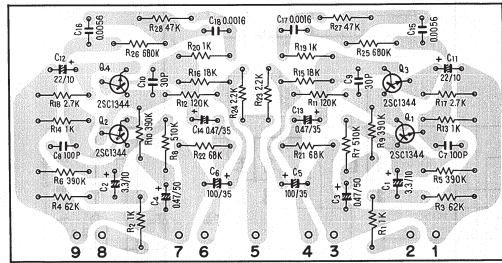 C16 0.0056
R28 47K
C18 0.0016
C17 0.0016
R27 47K
C15 0.0056
R26 680K
R20 1K
R19 1K
R25 680K
C12 22/10
Q4
2SC1344
C10 30P
R16 18K
R15 18K
C9 30P
Q3
2SC1344
C11 22/10
R18 2.7K
R12 120K
R24 2.2K
R23 2.2K
R11 120K
R17 2.7K
R14 1K
Q2
2SC1344
R10 390K
R8 510K
C14 0.47/35
C13 0.47/35
R7 510K
R9 390K
Q1
2SC1344
R13 1K
C8 100P
R22 68K
R21 68K
C7 100P
R6 390K
C2 3.3/10
C4 0.47/50
C6 100/35
C5 100/35
C3 0.47/50
C1 3.3/10
R5 390K
R4 62K
R2 1K
R1 1K
R3 62K
9 8 7 6 5 4 3 2 1